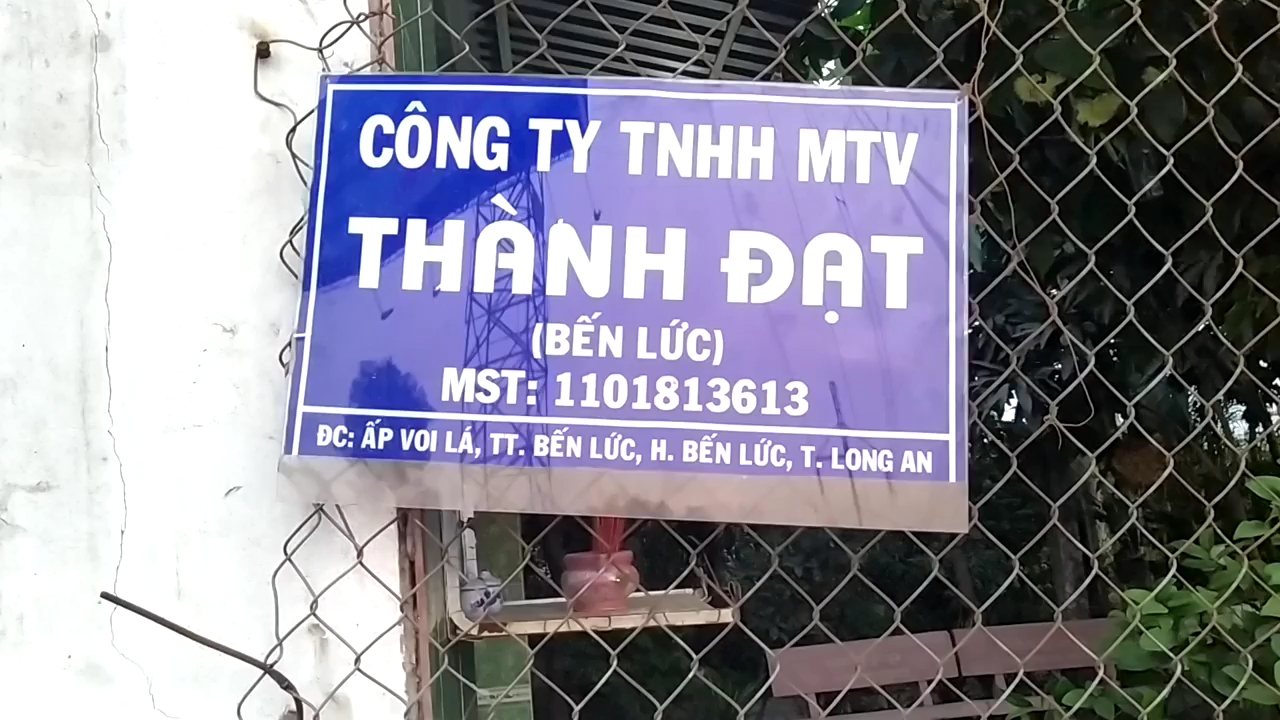 CÔNG TY TNHH MTV
THÀNH ĐẠT
(BẾN LỨC)
MST: 1101813613
ĐC: ẤP VOI LÁ, TT. BẾN LỨC, H. BẾN LỨC, T. LONG AN